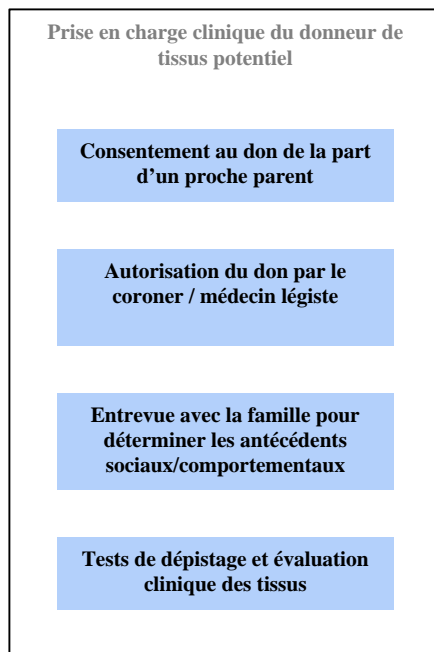 Prise en charge clinique du donneur de
tissus potentiel
Consentement au don de la part
d'un proche parent
Autorisation du don par le
coroner / médecin légiste
Entrevue avec la famille pour
déterminer les antécédents
sociaux/comportementaux
Tests de dépistage et évaluation
clinique des tissus